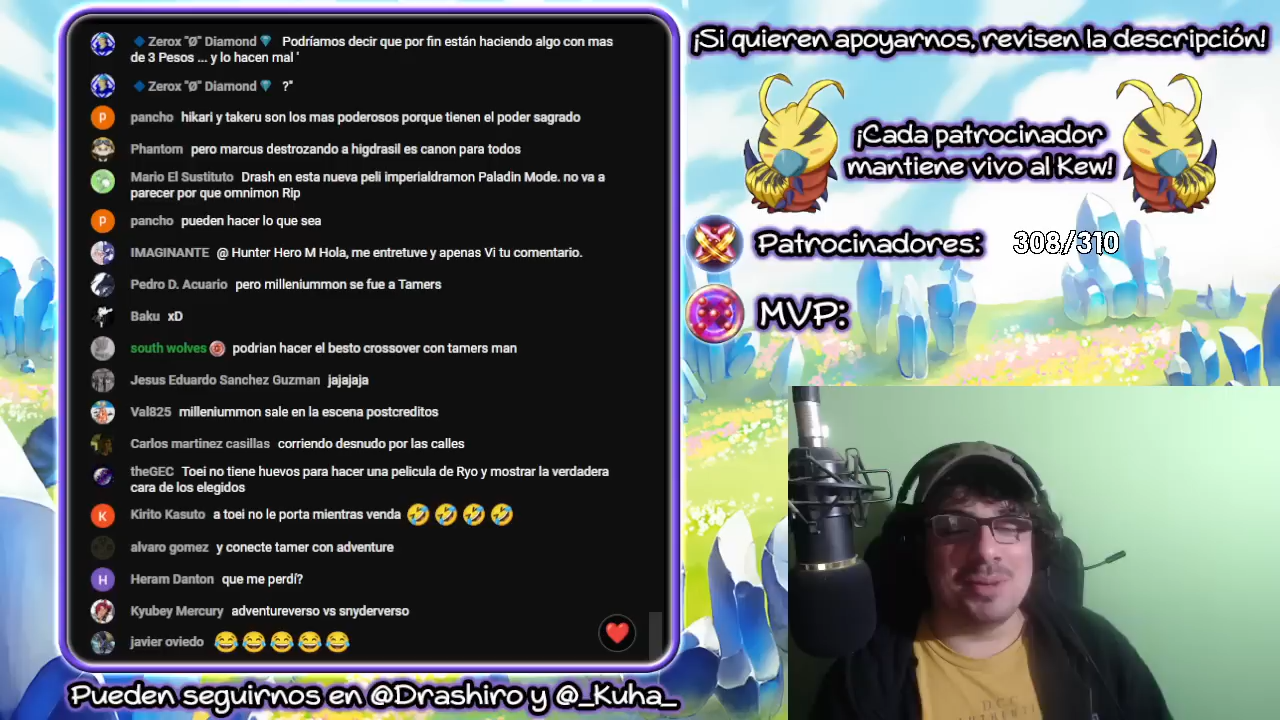 Zerox "Ø" Diamond Podríamos decir que por fin están haciendo algo con mas
de 3 Pesos ... y lo hacen mal '
Zerox "Ø" Diamond ?"
P pancho hikari y takeru son los mas poderosos porque tienen el poder sagrado
Phantom pero marcus destrozando a higdrasil es canon para todos
Mario El Sustituto Drash en esta nueva peli imperialdramon Paladin Mode. no va a
parecer por que omnimon Rip
P pancho pueden hacer lo que sea
IMAGINANTE @ Hunter Hero M Hola, me entretuve y apenas Vi tu comentario.
Pedro D. Acuario pero milleniummon se fue a Tamers
Baku xD
south wolves podrian hacer el besto crossover con tamers man
Jesus Eduardo Sanchez Guzman jajajaja
Val825 milleniummon sale en la escena postcreditos
Carlos martinez casillas corriendo desnudo por las calles
theGEC Toei no tiene huevos para hacer una pelicula de Ryo y mostrar la verdadera
cara de los elegidos
K Kirito Kasuto a toei no le porta mientras venda 🤣🤣🤣🤣
alvaro gomez y conecte tamer con adventure
H Heram Danton que me perdí?
Kyubey Mercury adventureverso vs snyderverso
javier oviedo 😂😂😂😂😂
Pueden seguirnos en @Drashiro y @_Kuha_
¡Si quieren apoyarnos, revisen la descripción!
¡Cada patrocinador
mantiene vivo al Kew!
Patrocinadores: 308/310
MVP: